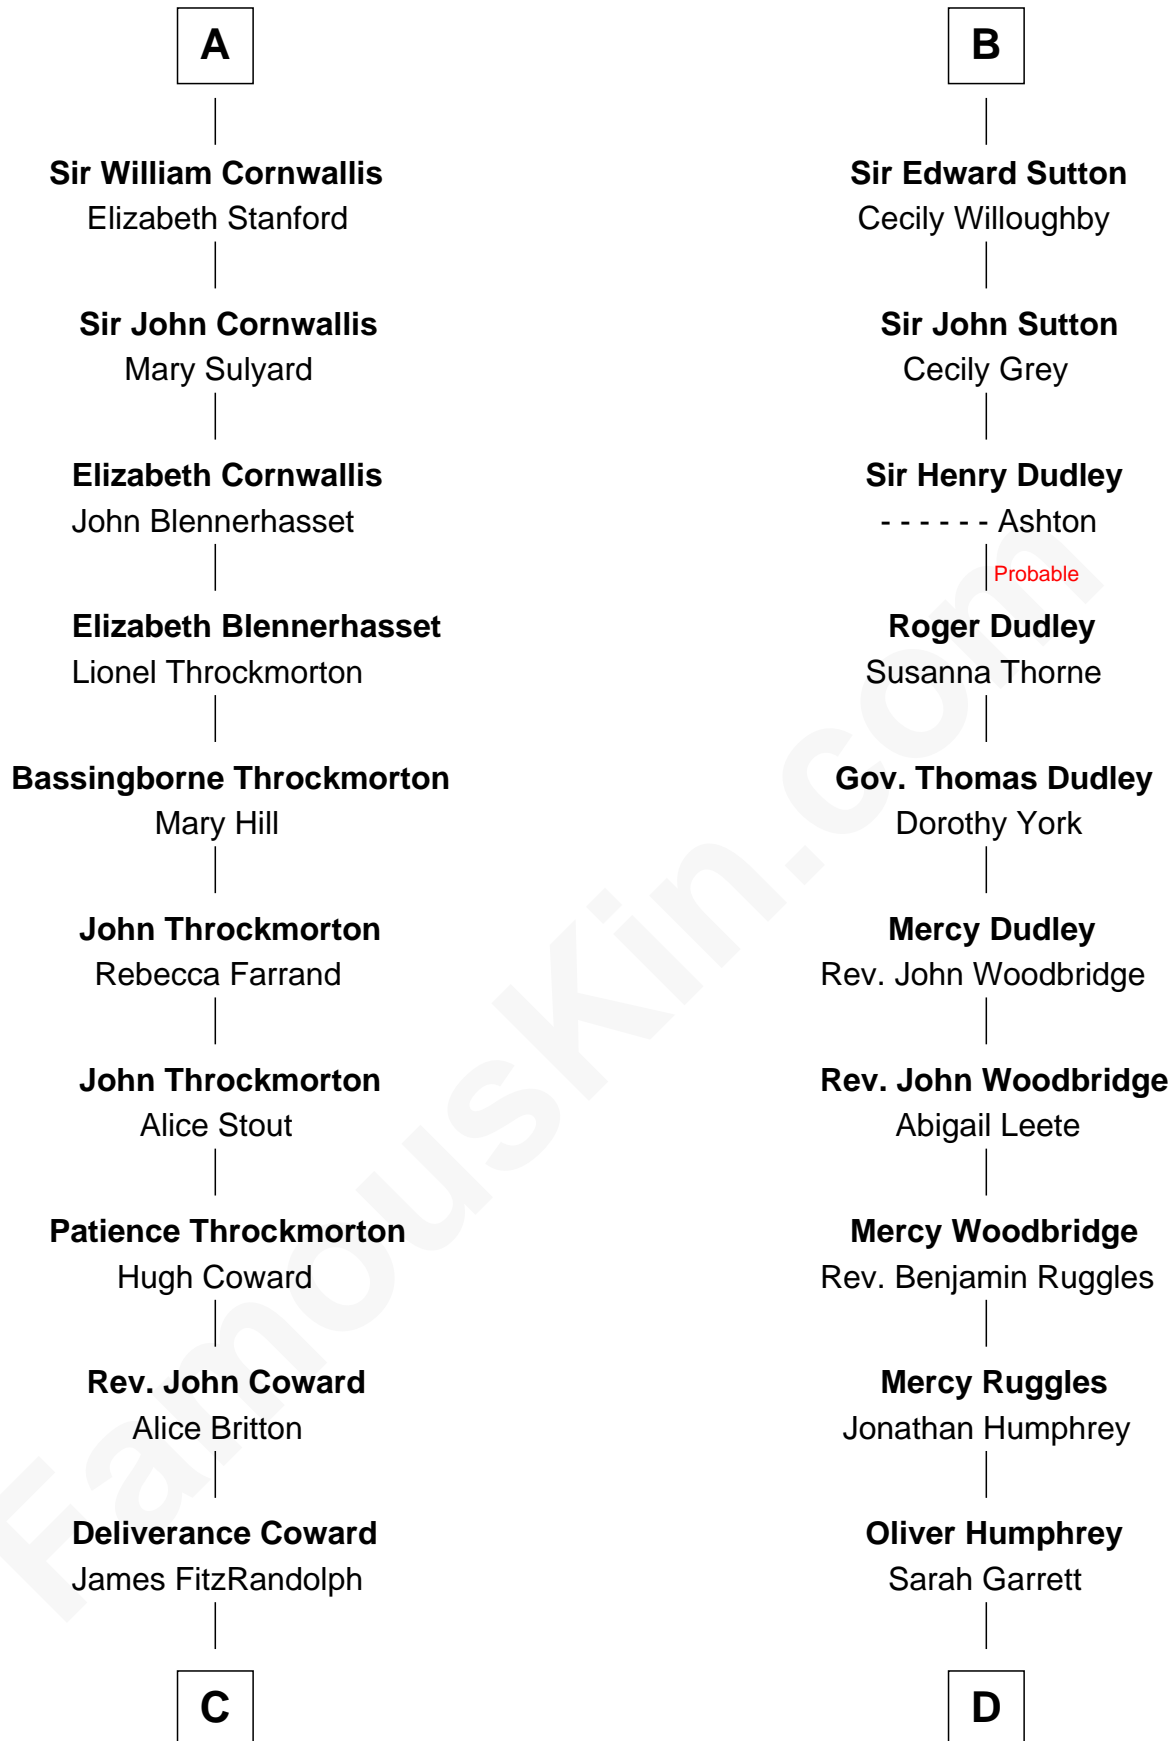 A
Sir William Cornwallis
Elizabeth Stanford
Sir John Cornwallis
Mary Sulyard
Elizabeth Cornwallis
John Blennerhasset
Elizabeth Blennerhasset
Lionel Throckmorton
Bassingborne Throckmorton
Mary Hill
John Throckmorton
Rebecca Farrand
John Throckmorton
Alice Stout
Patience Throckmorton
Hugh Coward
Rev. John Coward
Alice Britton
Deliverance Coward
James FitzRandolph
C
B
Sir Edward Sutton
Cecily Willoughby
Sir John Sutton
Cecily Grey
Sir Henry Dudley
- - - - - - Ashton
Probable
Roger Dudley
Susanna Thorne
Gov. Thomas Dudley
Dorothy York
Mercy Dudley
Rev. John Woodbridge
Rev. John Woodbridge
Abigail Leete
Mercy Woodbridge
Rev. Benjamin Ruggles
Mercy Ruggles
Jonathan Humphrey
Oliver Humphrey
Sarah Garrett
D
FamousKin.com